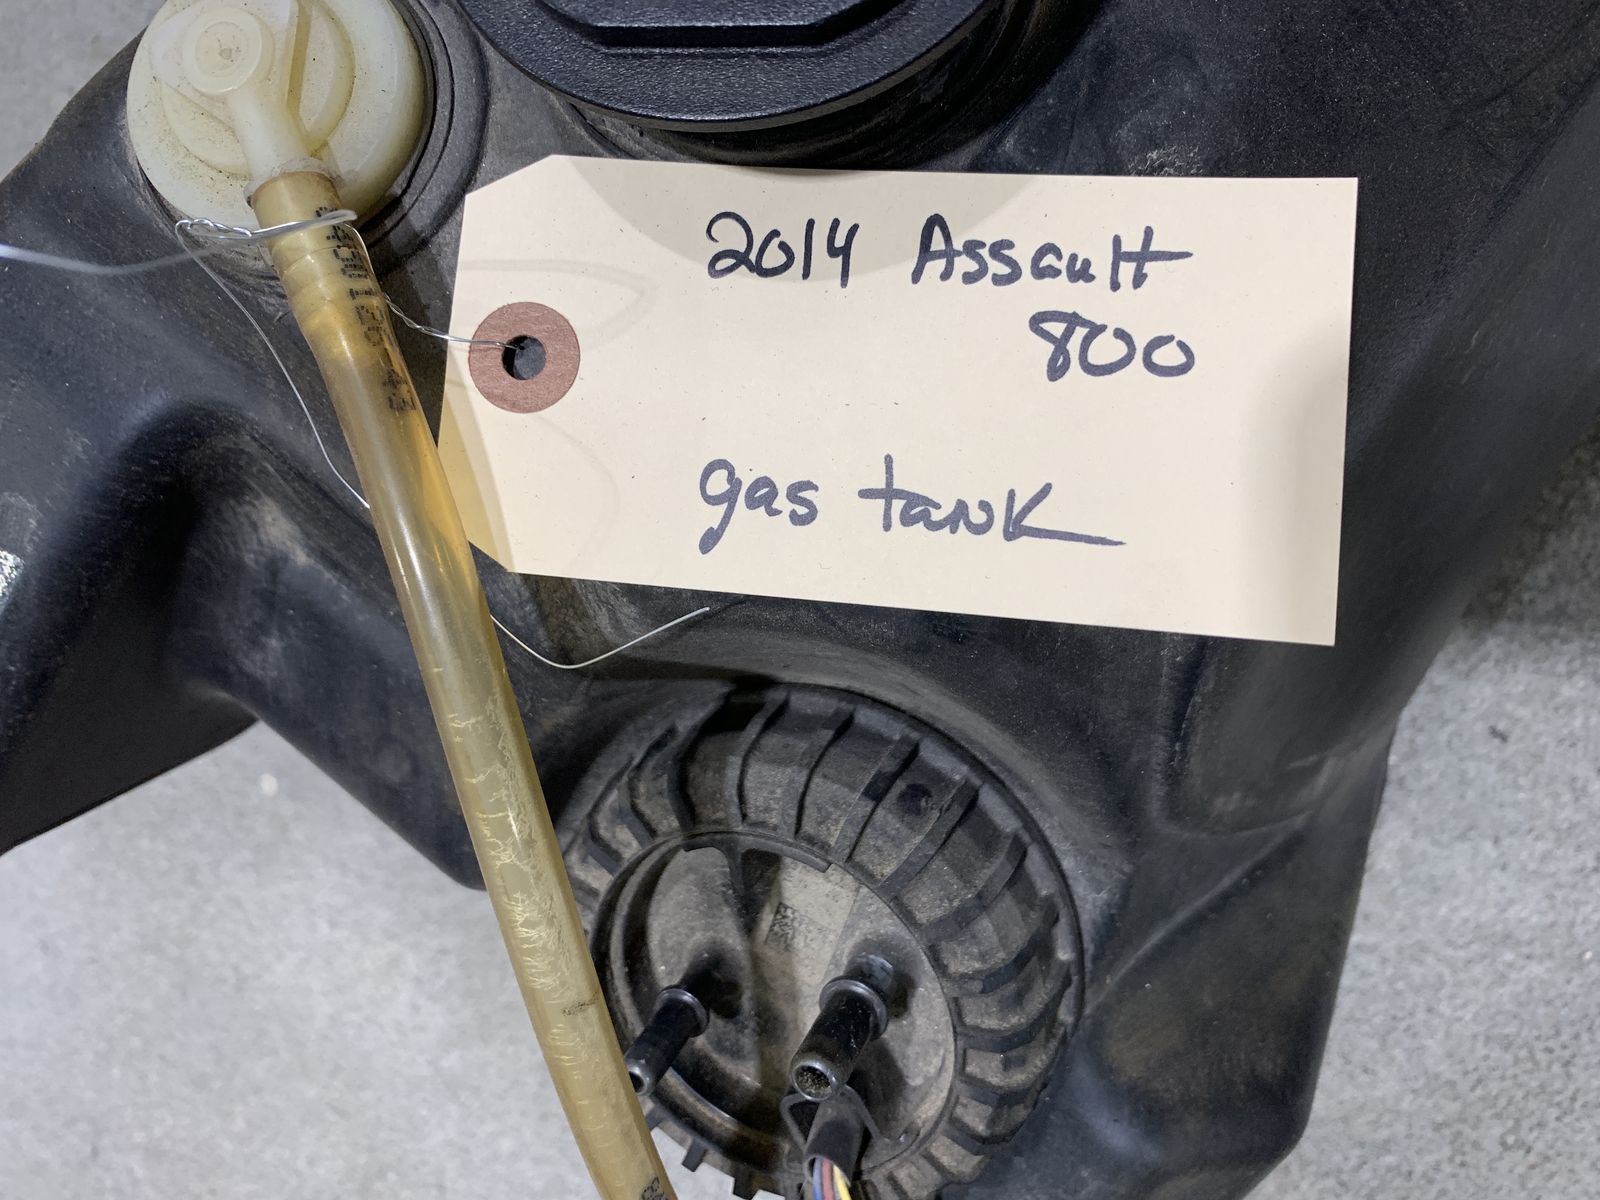 2014 Assault
800
gas tank